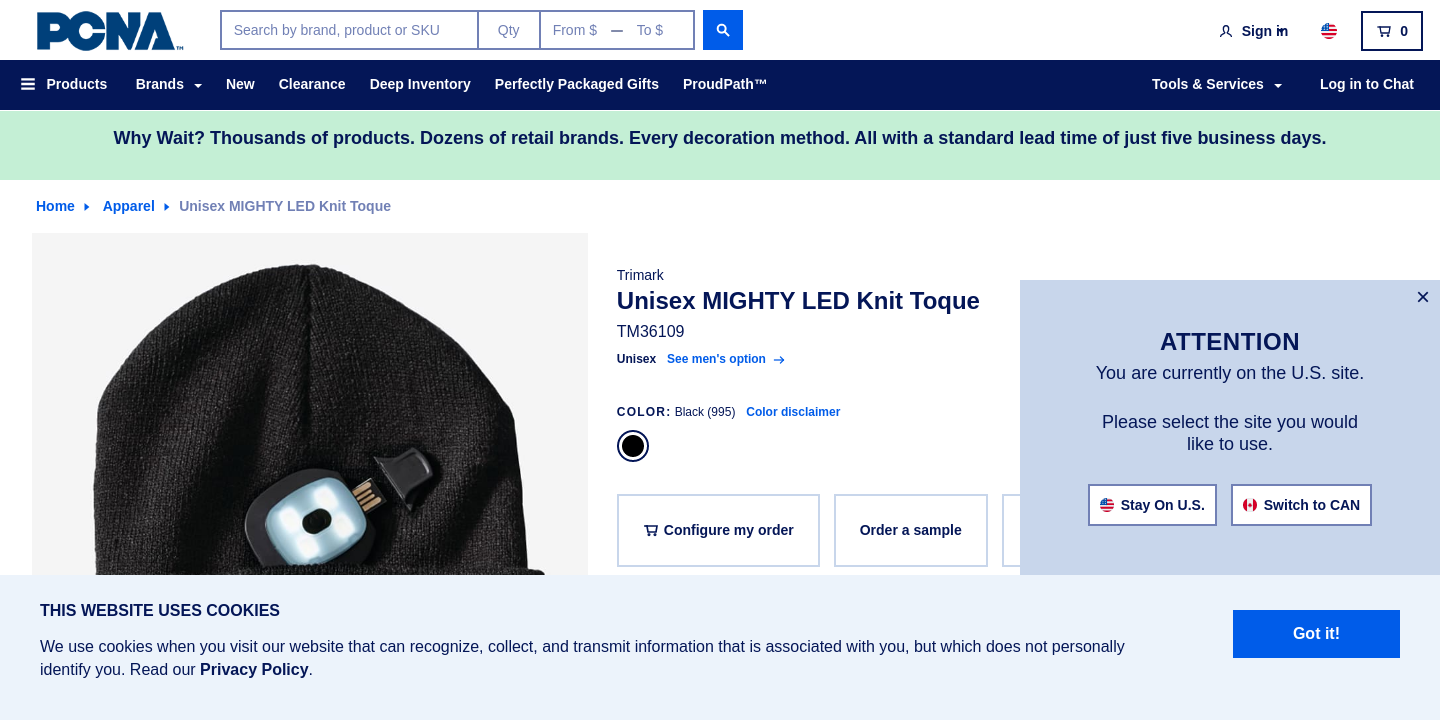 PCNA™
Search by brand, product or SKU
Qty
From $ — To $
Sign in
0
Products
Brands
New
Clearance
Deep Inventory
Perfectly Packaged Gifts
ProudPath™
Tools & Services
Log in to Chat
Why Wait? Thousands of products. Dozens of retail brands. Every decoration method. All with a standard lead time of just five business days.
Home
Apparel
Unisex MIGHTY LED Knit Toque
Trimark
Unisex MIGHTY LED Knit Toque
TM36109
Unisex See men's option
COLOR: Black (995) Color disclaimer
Configure my order
Order a sample
×
ATTENTION
You are currently on the U.S. site.
Please select the site you would
like to use.
Stay On U.S.
Switch to CAN
THIS WEBSITE USES COOKIES
We use cookies when you visit our website that can recognize, collect, and transmit information that is associated with you, but which does not personally
identify you. Read our Privacy Policy.
Got it!